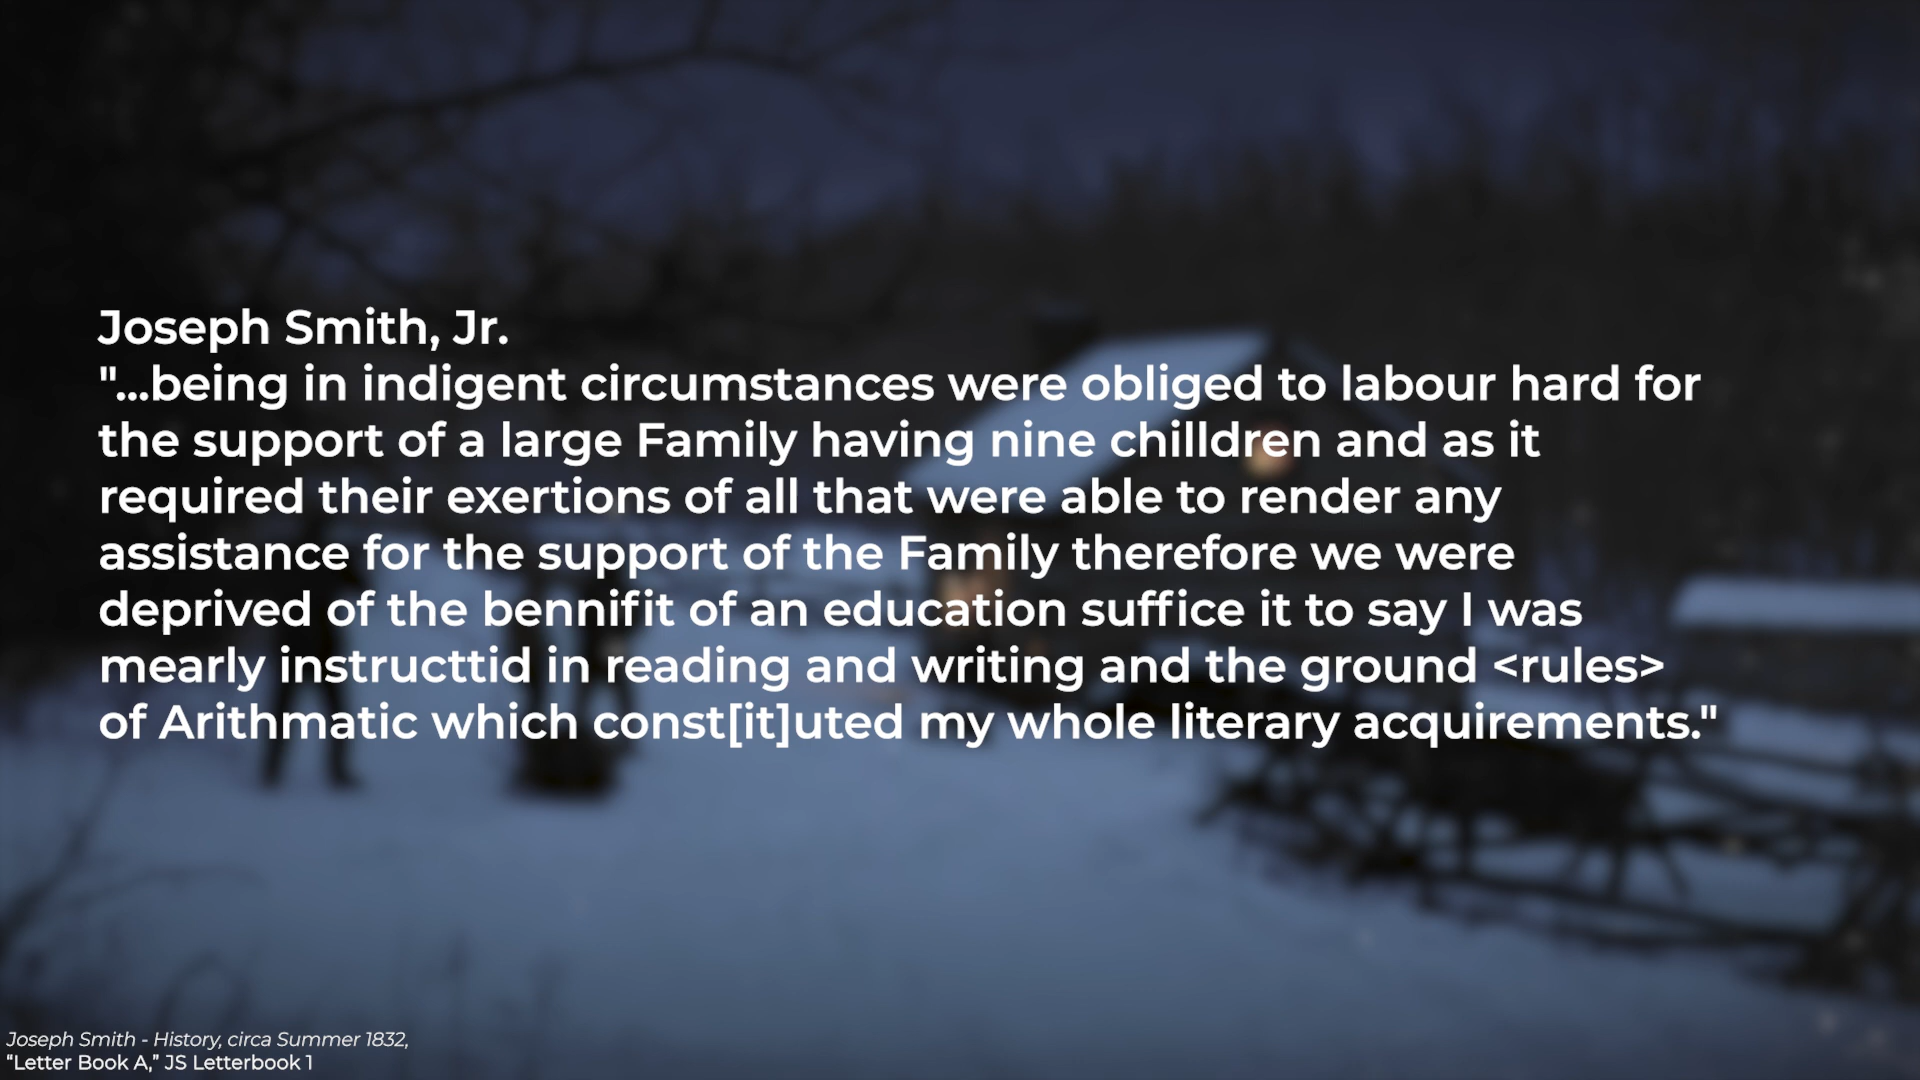 Joseph Smith, Jr.
"...being in indigent circumstances were obliged to labour hard for
the support of a large Family having nine chilldren and as it
required their exertions of all that were able to render any
assistance for the support of the Family therefore we were
deprived of the bennifit of an education suffice it to say I was
mearly instructtid in reading and writing and the ground <rules>
of Arithmatic which const[it]uted my whole literary acquirements."
Joseph Smith - History, circa Summer 1832,
“Letter Book A,” JS Letterbook 1